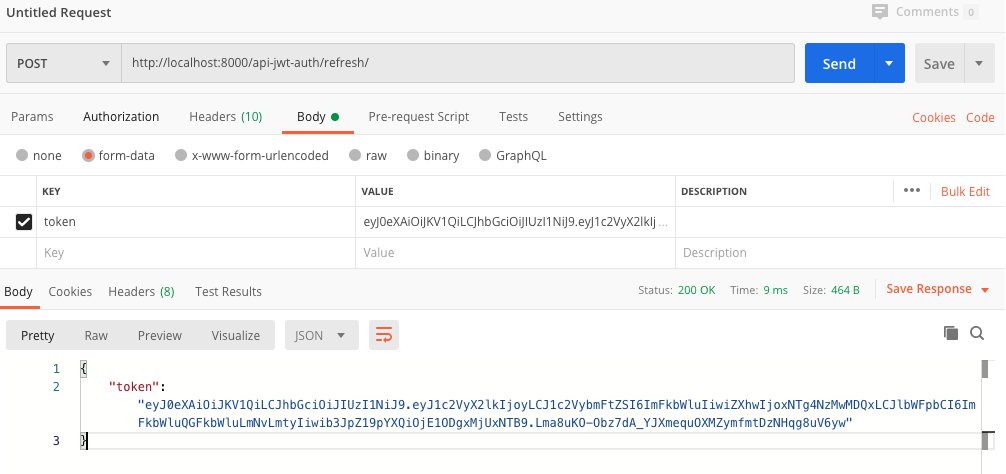 Untitled Request
Comments 0
POST
http://localhost:8000/api-jwt-auth/refresh/
Send
Save
Params Authorization Headers (10) Body Pre-request Script Tests Settings Cookies Code
none form-data x-www-form-urlencoded raw binary GraphQL
KEY VALUE DESCRIPTION ••• Bulk Edit
token eyJ0eXAiOiJKV1QiLCJhbGciOiJIUzI1NiJ9.eyJ1c2VyX2lkIj ...
Key Value Description
Body Cookies Headers (8) Test Results Status: 200 OK Time: 9 ms Size: 464 B Save Response
Pretty Raw Preview Visualize JSON
1 {
2 "token":
"eyJ0eXAiOiJKV1QiLCJhbGciOiJIUzI1NiJ9.eyJ1c2VyX2lkIjoyLCJ1c2VybmFtZSI6ImFkbWluIiwiZXhwIjoxNTg4NzMwMDQxLCJlbWFpbCI6Im
FkbWluQGFkbWluLmNvLmtyIiwib3JpZ19pYXQiOjE1ODgxMjUxNTB9.Lma8uKO-Obz7dA_YJXmequOXMZymfmtDzNHqg8uV6yw"
3 }